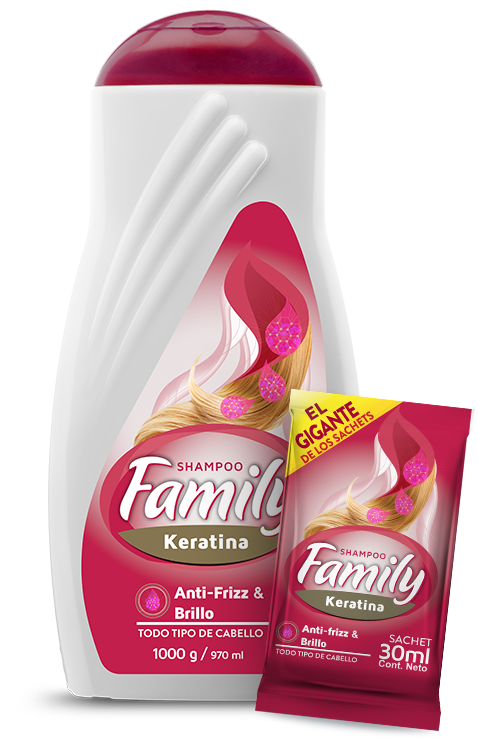 SHAMPOO
Family
Keratina
Anti-Frizz &
Brillo
TODO TIPO DE CABELLO
1000 g / 970 ml
EL
GIGANTE
DE LOS SACHETS
SHAMPOO
Family
Keratina
Anti-frizz &
Brillo
TODO TIPO DE CABELLO
SACHET
30ml
Cont. Neto